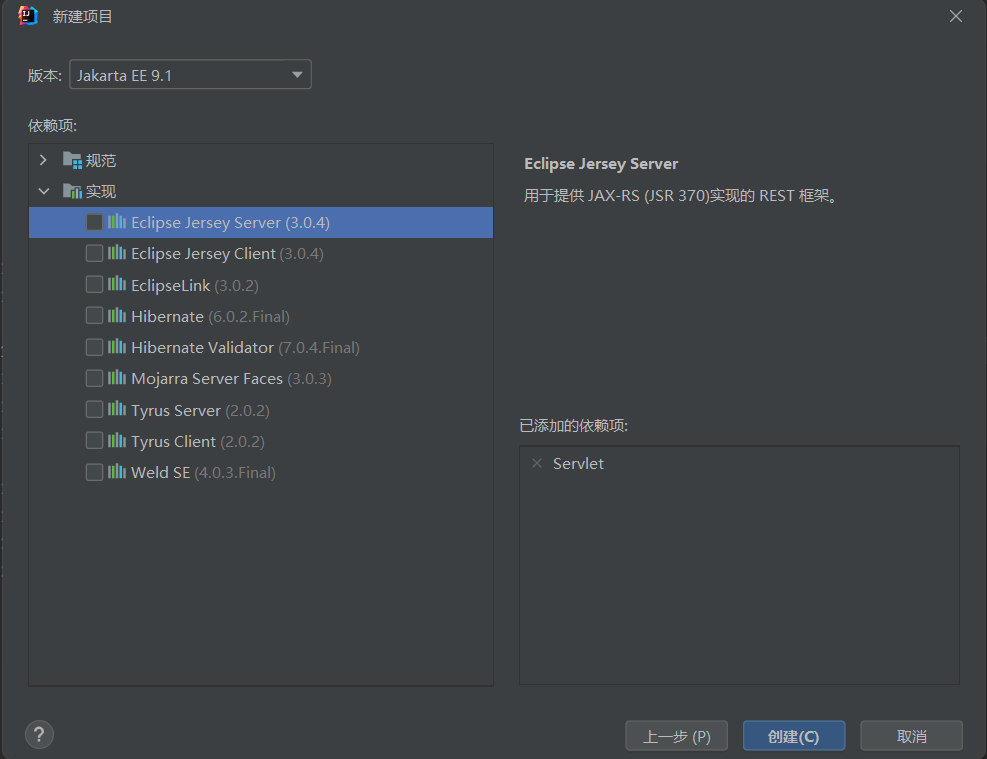 新建项目
版本: Jakarta EE 9.1
依赖项:
规范
实现
Eclipse Jersey Server (3.0.4)
Eclipse Jersey Client (3.0.4)
EclipseLink (3.0.2)
Hibernate (6.0.2.Final)
Hibernate Validator (7.0.4.Final)
Mojarra Server Faces (3.0.3)
Tyrus Server (2.0.2)
Tyrus Client (2.0.2)
Weld SE (4.0.3.Final)
Eclipse Jersey Server
用于提供 JAX-RS (JSR 370)实现的 REST 框架。
已添加的依赖项:
Servlet
?
上一步 (P)
创建(C)
取消